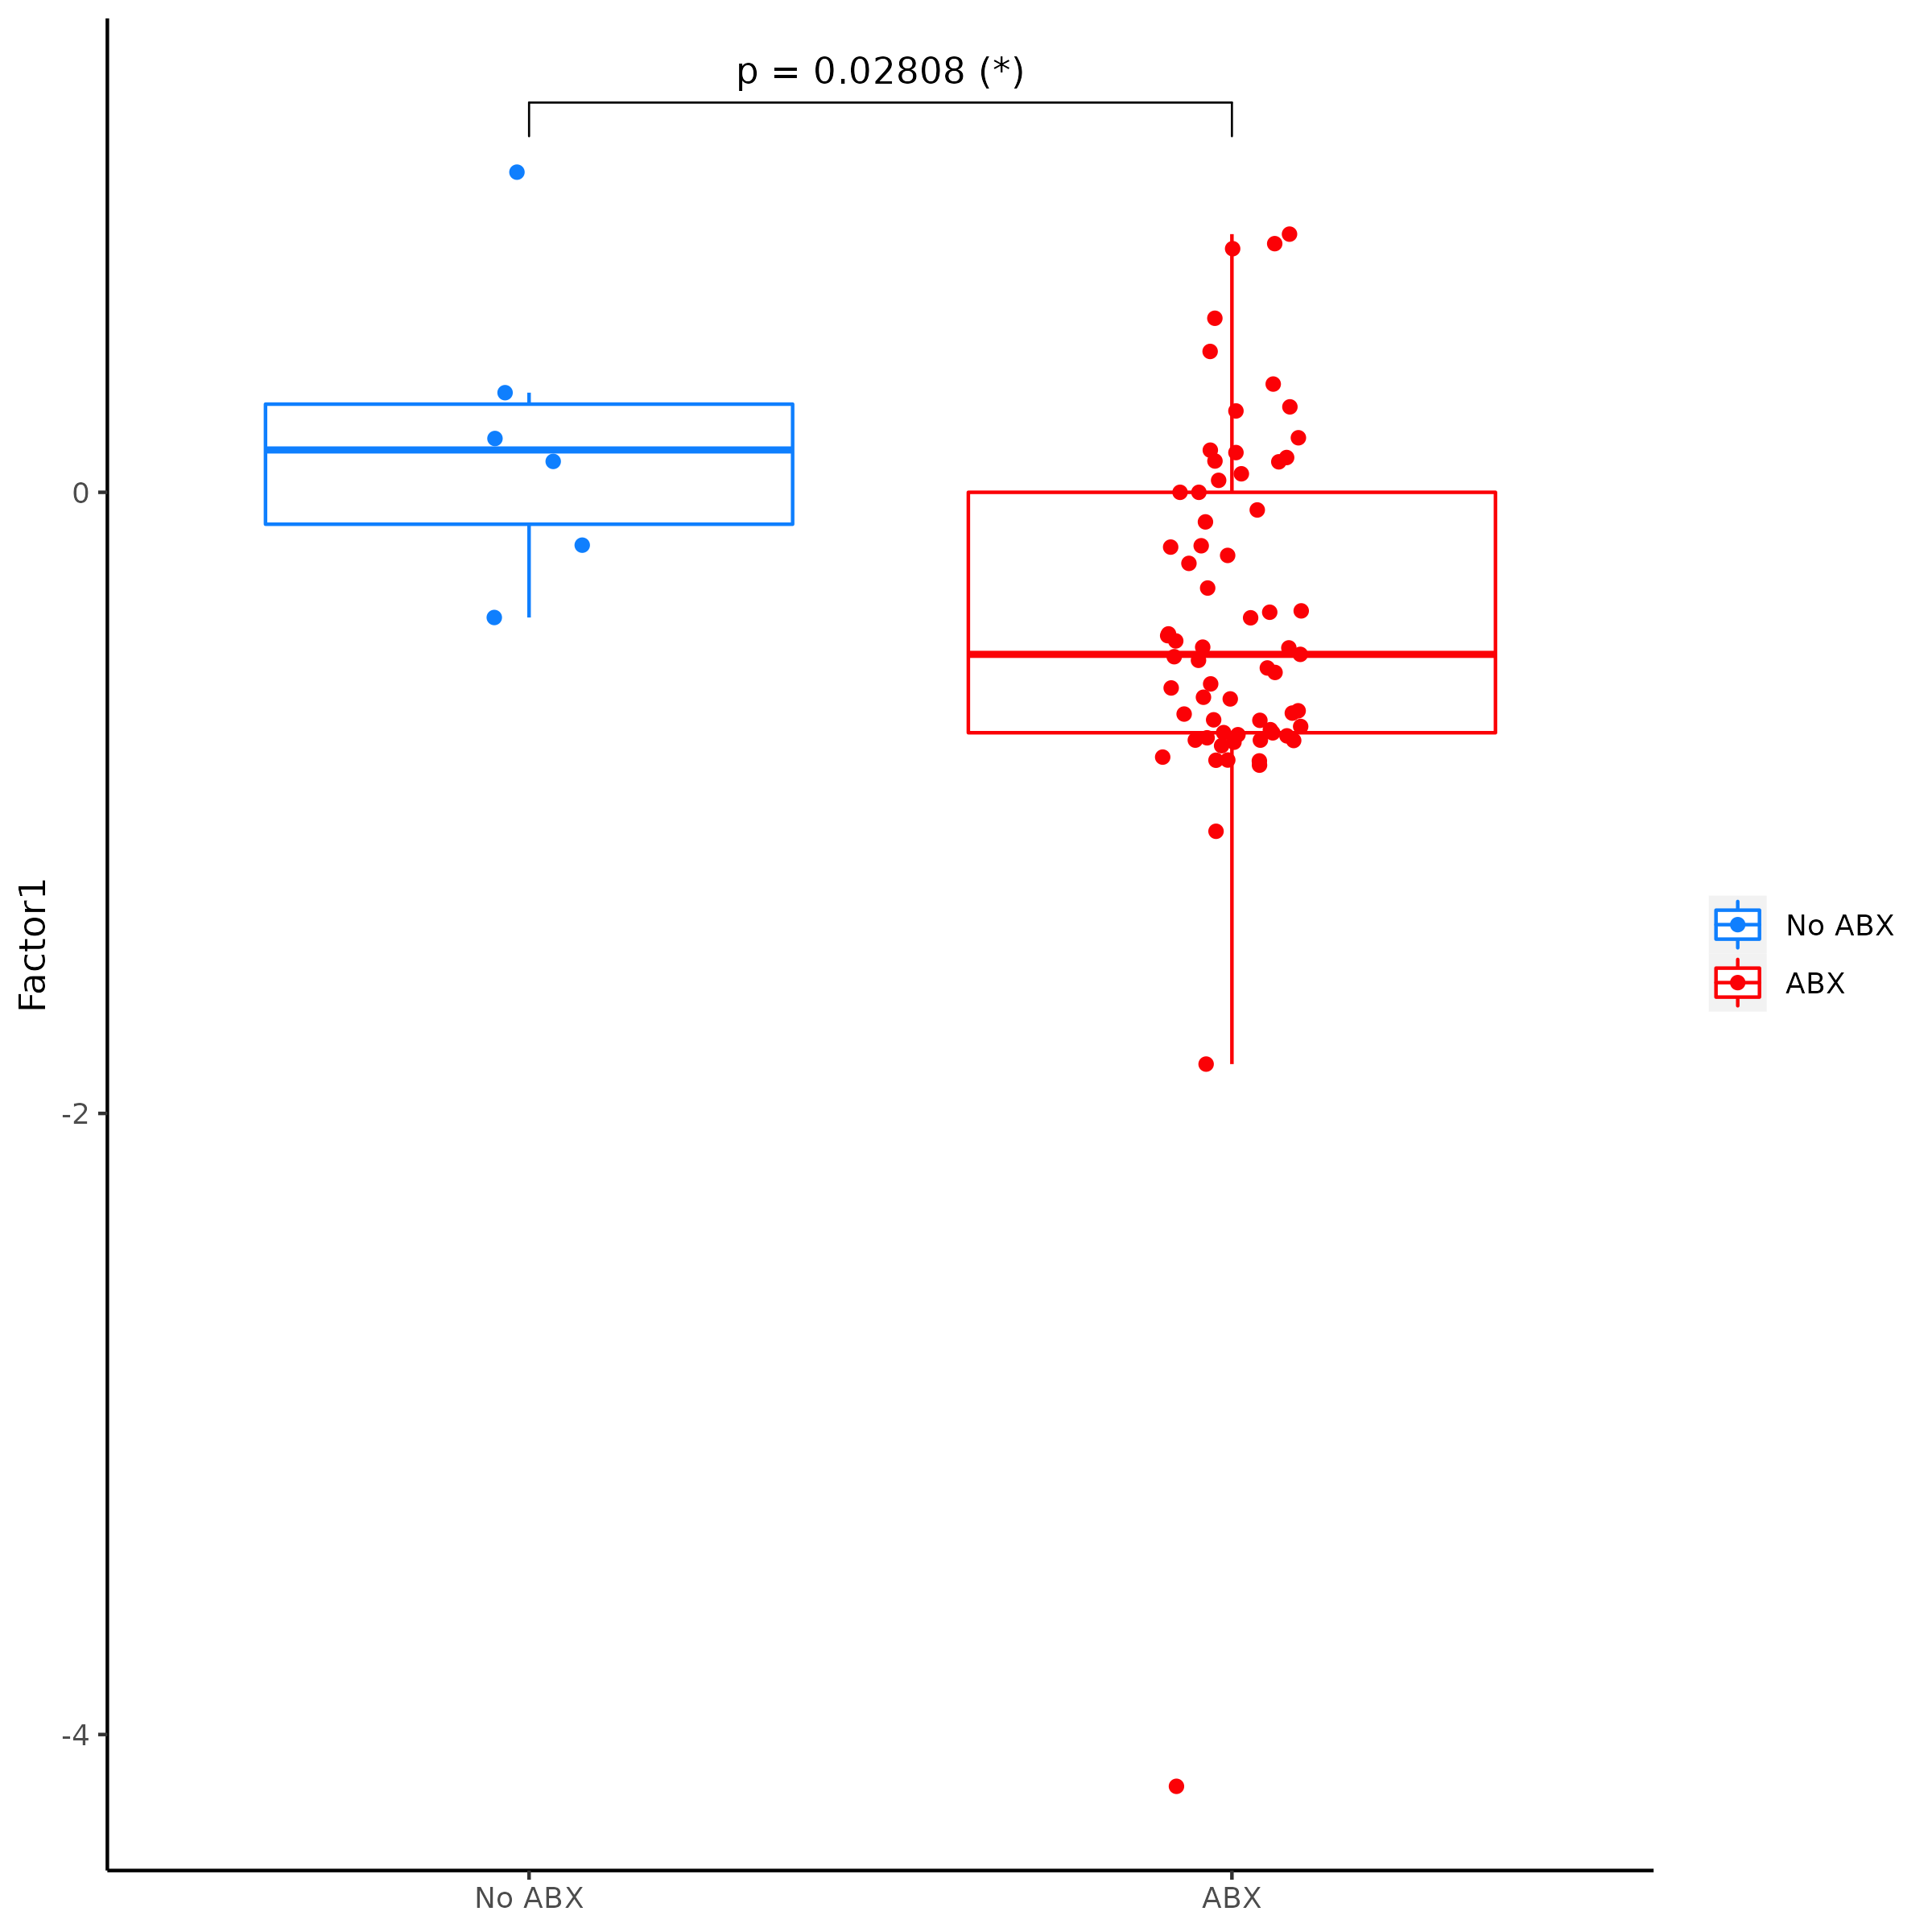 p = 0.02808 (*)
0
-2
-4
Factor1
No ABX
ABX
No ABX
ABX